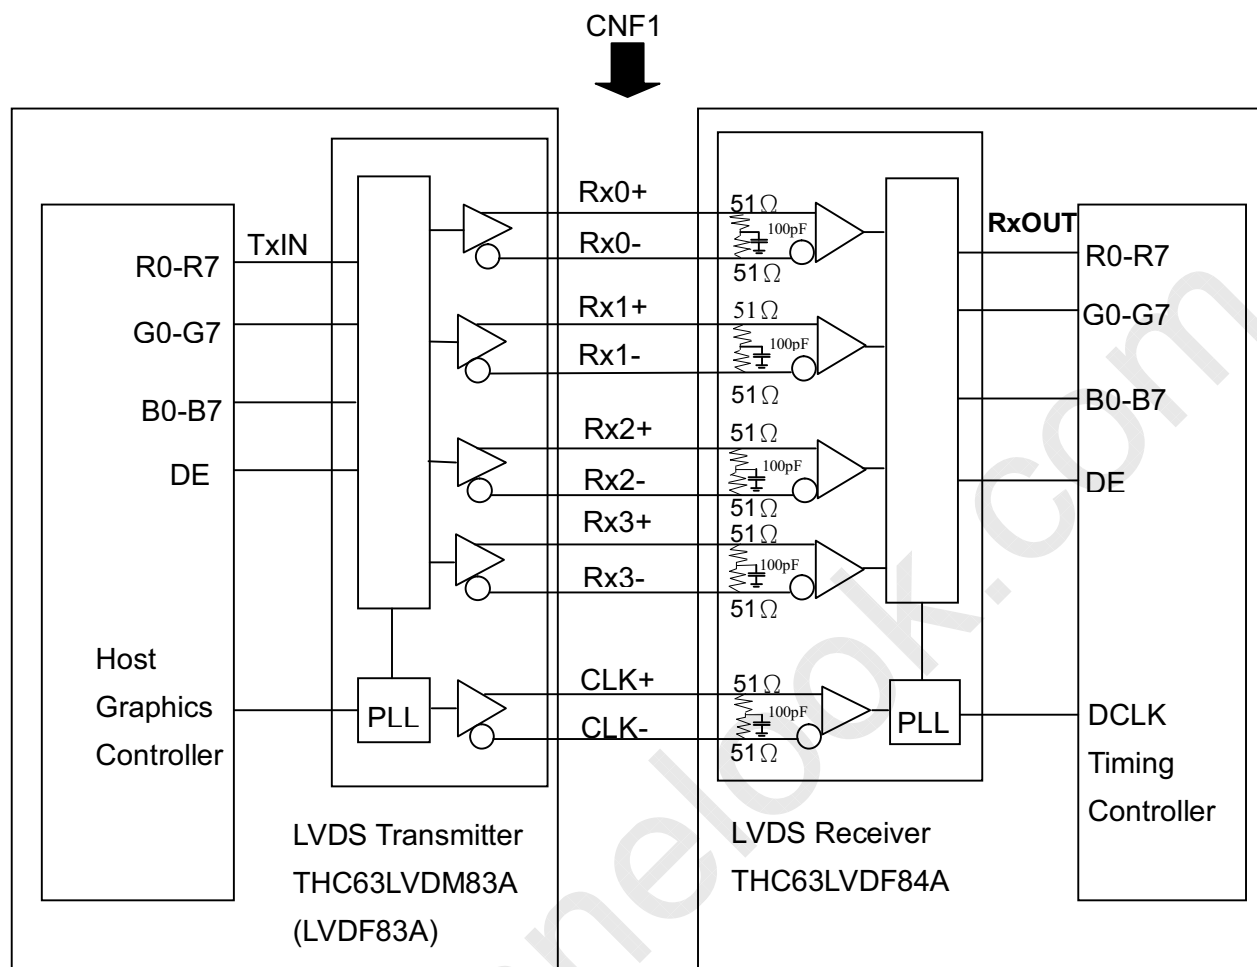 CNF1
Rx0+
51Ω
100pF
RxOUT
TxIN
Rx0-
R0-R7
51Ω
R0-R7
Rx1+
51Ω
G0-G7
G0-G7
100pF
Rx1-
51Ω
B0-B7
B0-B7
Rx2+
51Ω
100pF
DE
Rx2-
DE
51Ω
Rx3+
51Ω
100pF
Rx3-
51Ω
Host
Graphics
Controller
CLK+
51Ω
100pF
PLL
CLK-
PLL
51Ω
DCLK
Timing
Controller
LVDS Transmitter
THC63LVDM83A
(LVDF83A)
LVDS Receiver
THC63LVDF84A
nelook.com